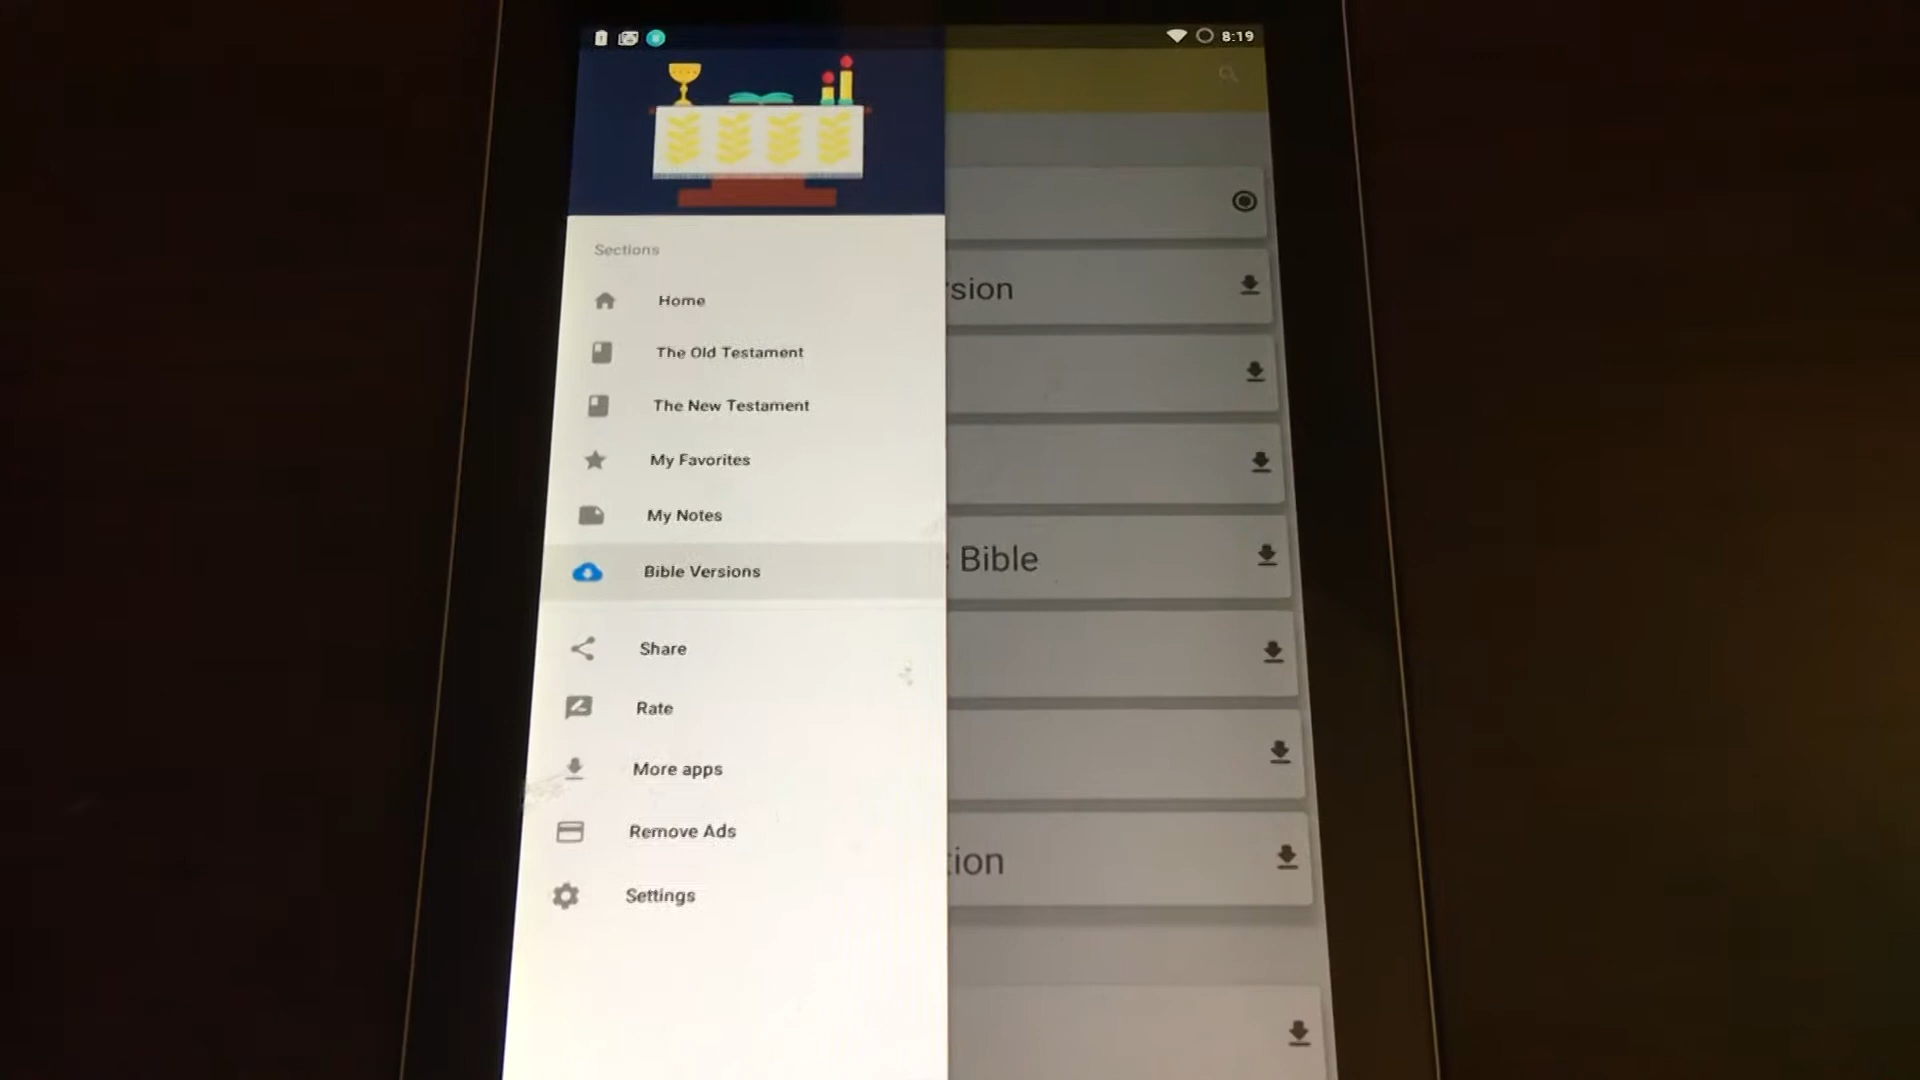 8:19
Sections
Home
The Old Testament
The New Testament
My Favorites
My Notes
Bible Versions
Share
Rate
More apps
Remove Ads
Settings
sion
Bible
tion